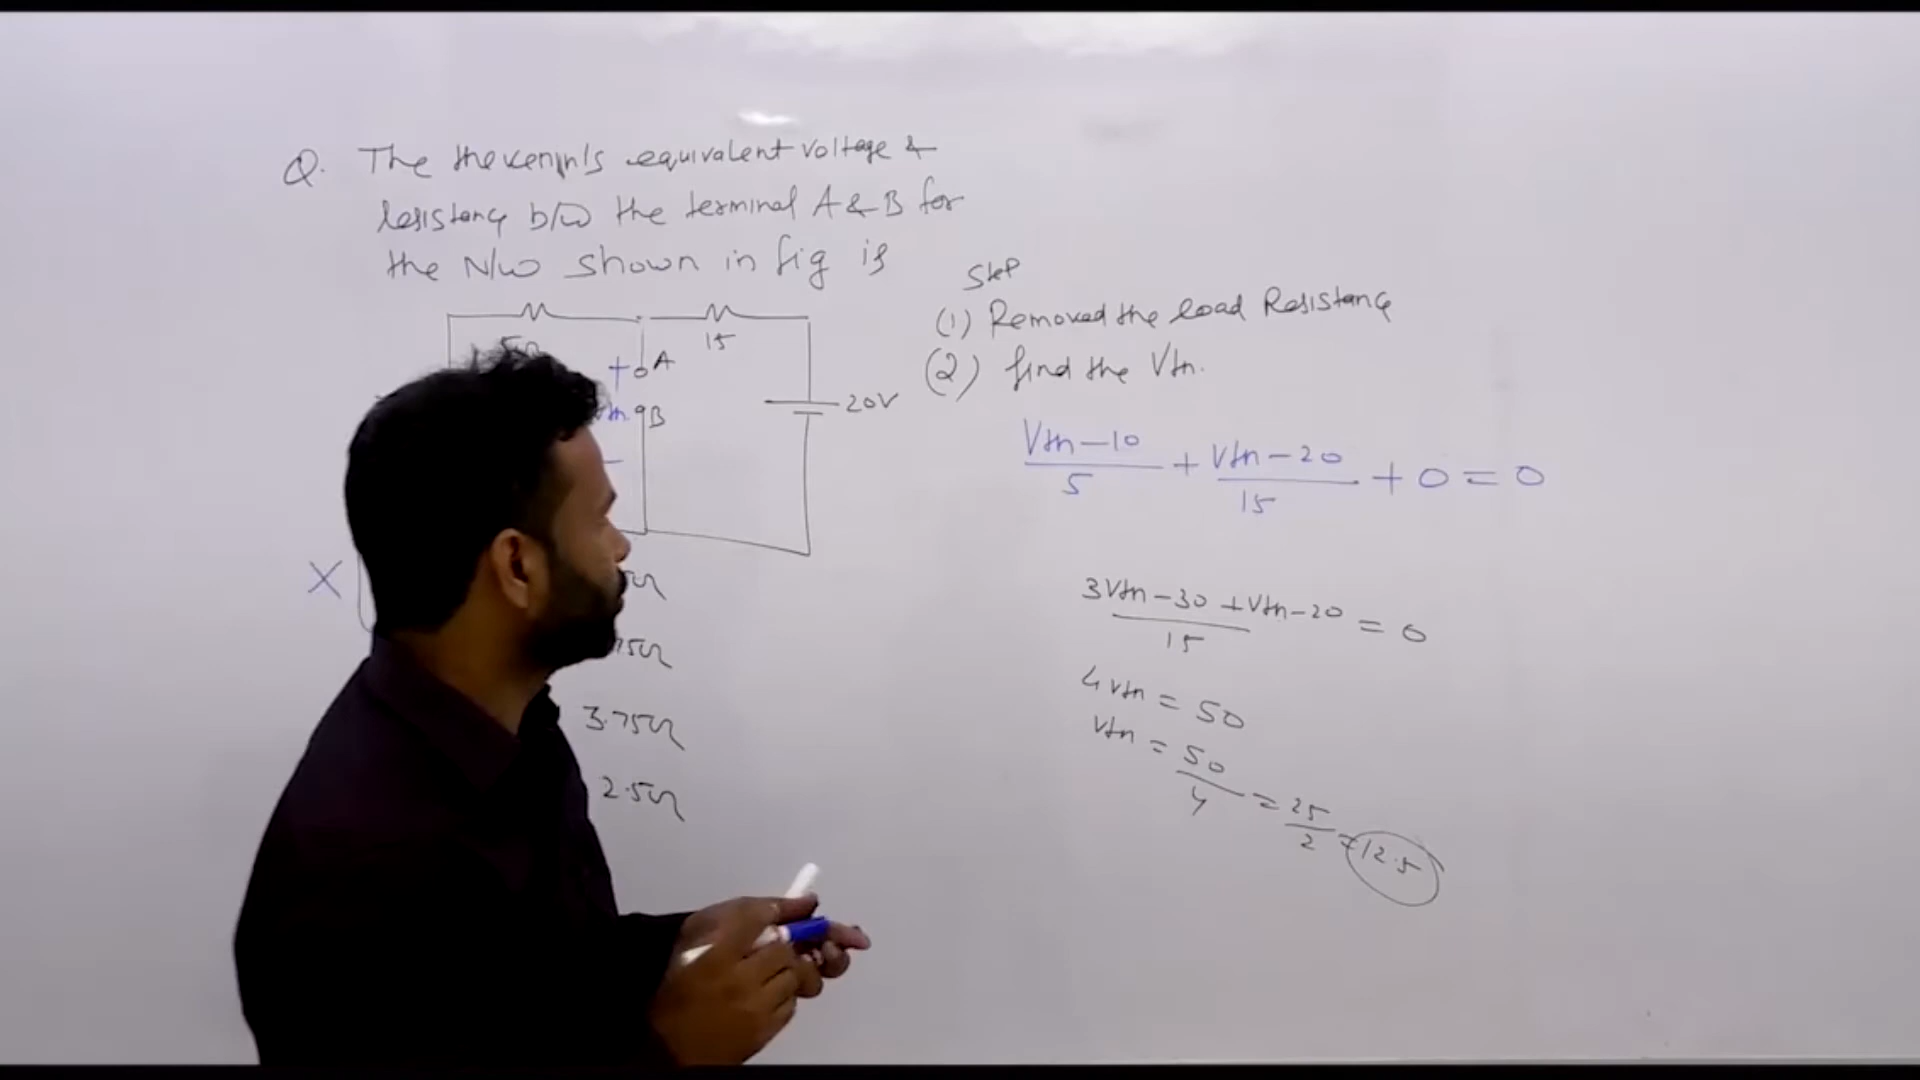 Q. The thevenin's equivalent voltage &
resistance b/w the terminal A & B for
the N/w shown in fig is
5Ω
15
+
A
B
20V
X
3.75Ω
2.5Ω
Step
(1) Removed the load Resistance
(2) find the Vth.
Vth-10/5 + Vth-20/15 + 0 = 0
3Vth-30+Vth-20/15 = 0
4Vth = 50
Vth = 50/4 = 25/2 = 12.5